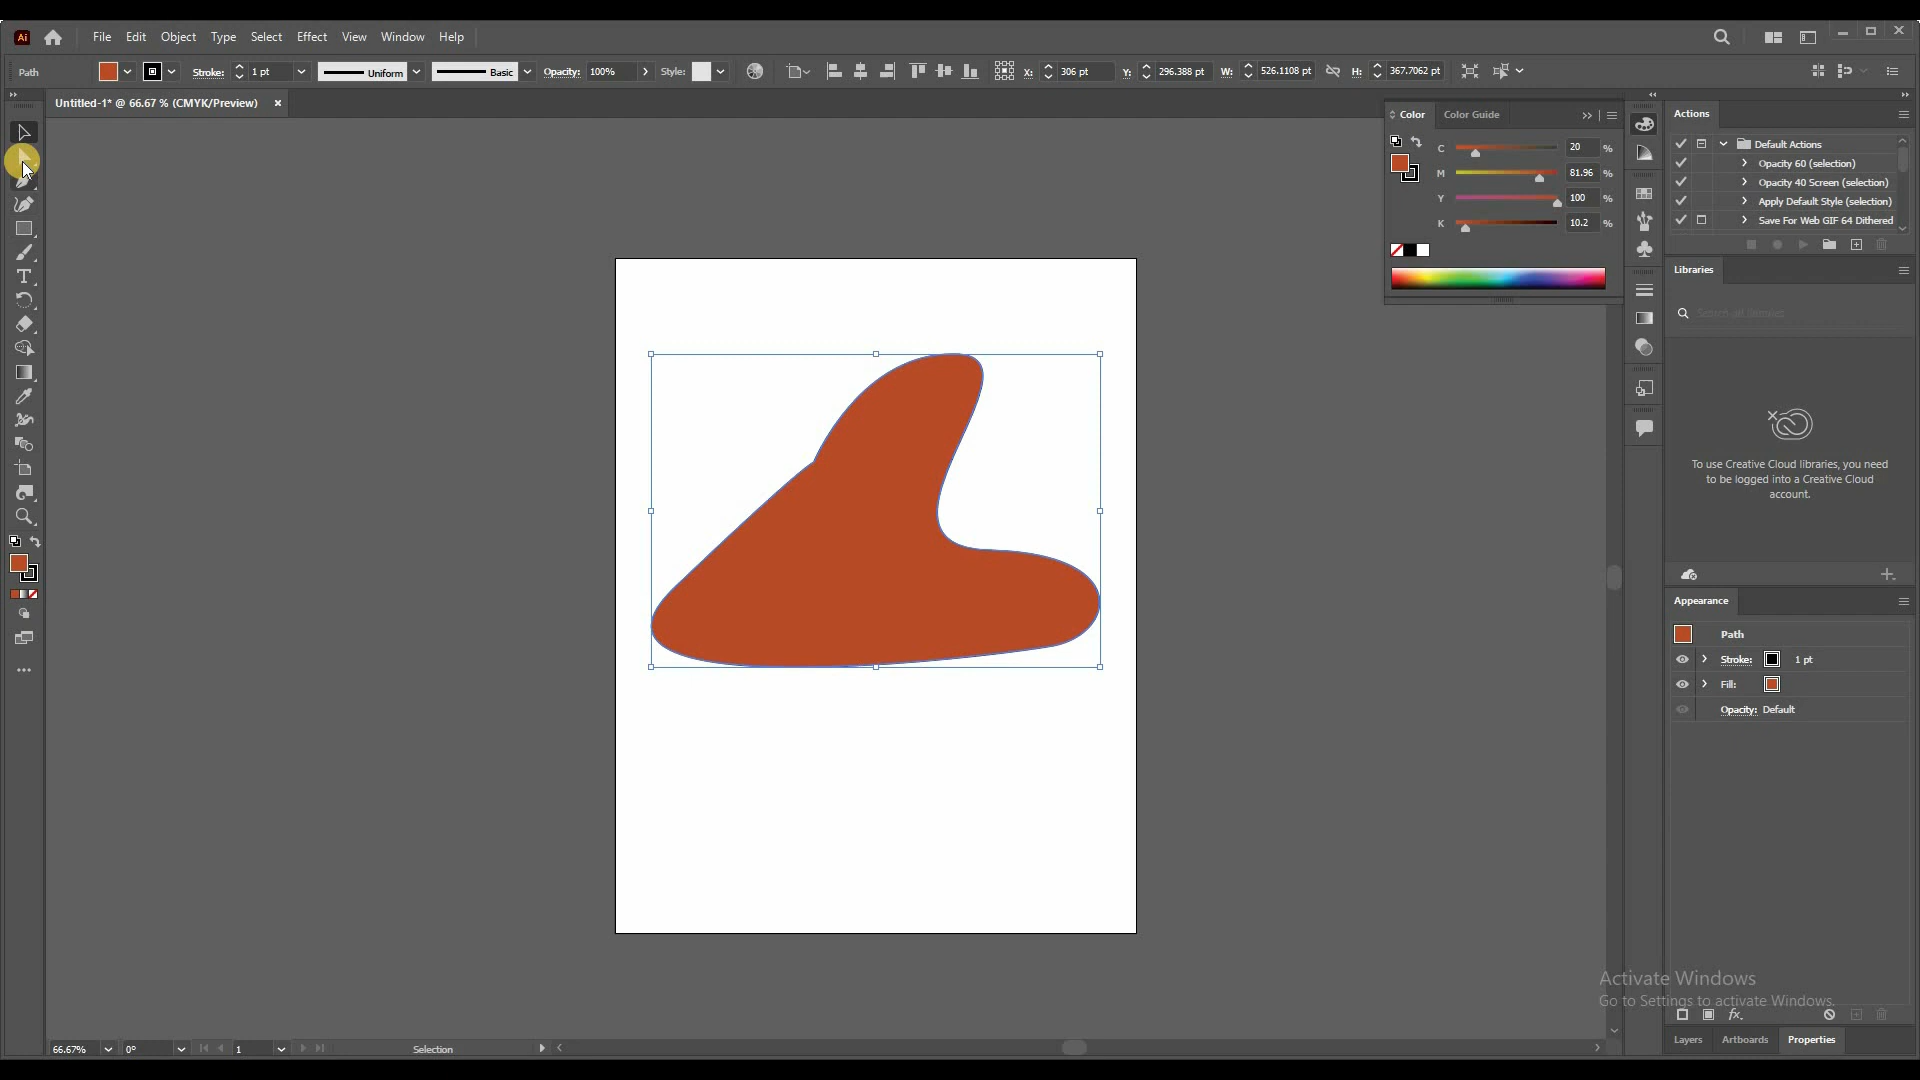 Ai File Edit Object Type Select Effect View Window Help
Path Stroke: 1 pt Uniform Basic Opacity: 100% Style: X: 306 pt Y: 296.388 pt W: 526.1108 pt H: 367.7062 pt
Untitled-1* @ 66.67 % (CMYK/Preview)
Color Color Guide
C 20 %
M 81.96 %
Y 100 %
K 10.2 %
Actions
Default Actions
Opacity 60 (selection)
Opacity 40 Screen (selection)
Apply Default Style (selection)
Save For Web GIF 64 Dithered
Libraries
Search all libraries
To use Creative Cloud libraries, you need
to be logged into a Creative Cloud
account.
Appearance
Path
Stroke: 1 pt
Fill:
Opacity: Default
Activate Windows
Go to Settings to activate Windows.
fx
Layers Artboards Properties
66.67% 0° 1 Selection